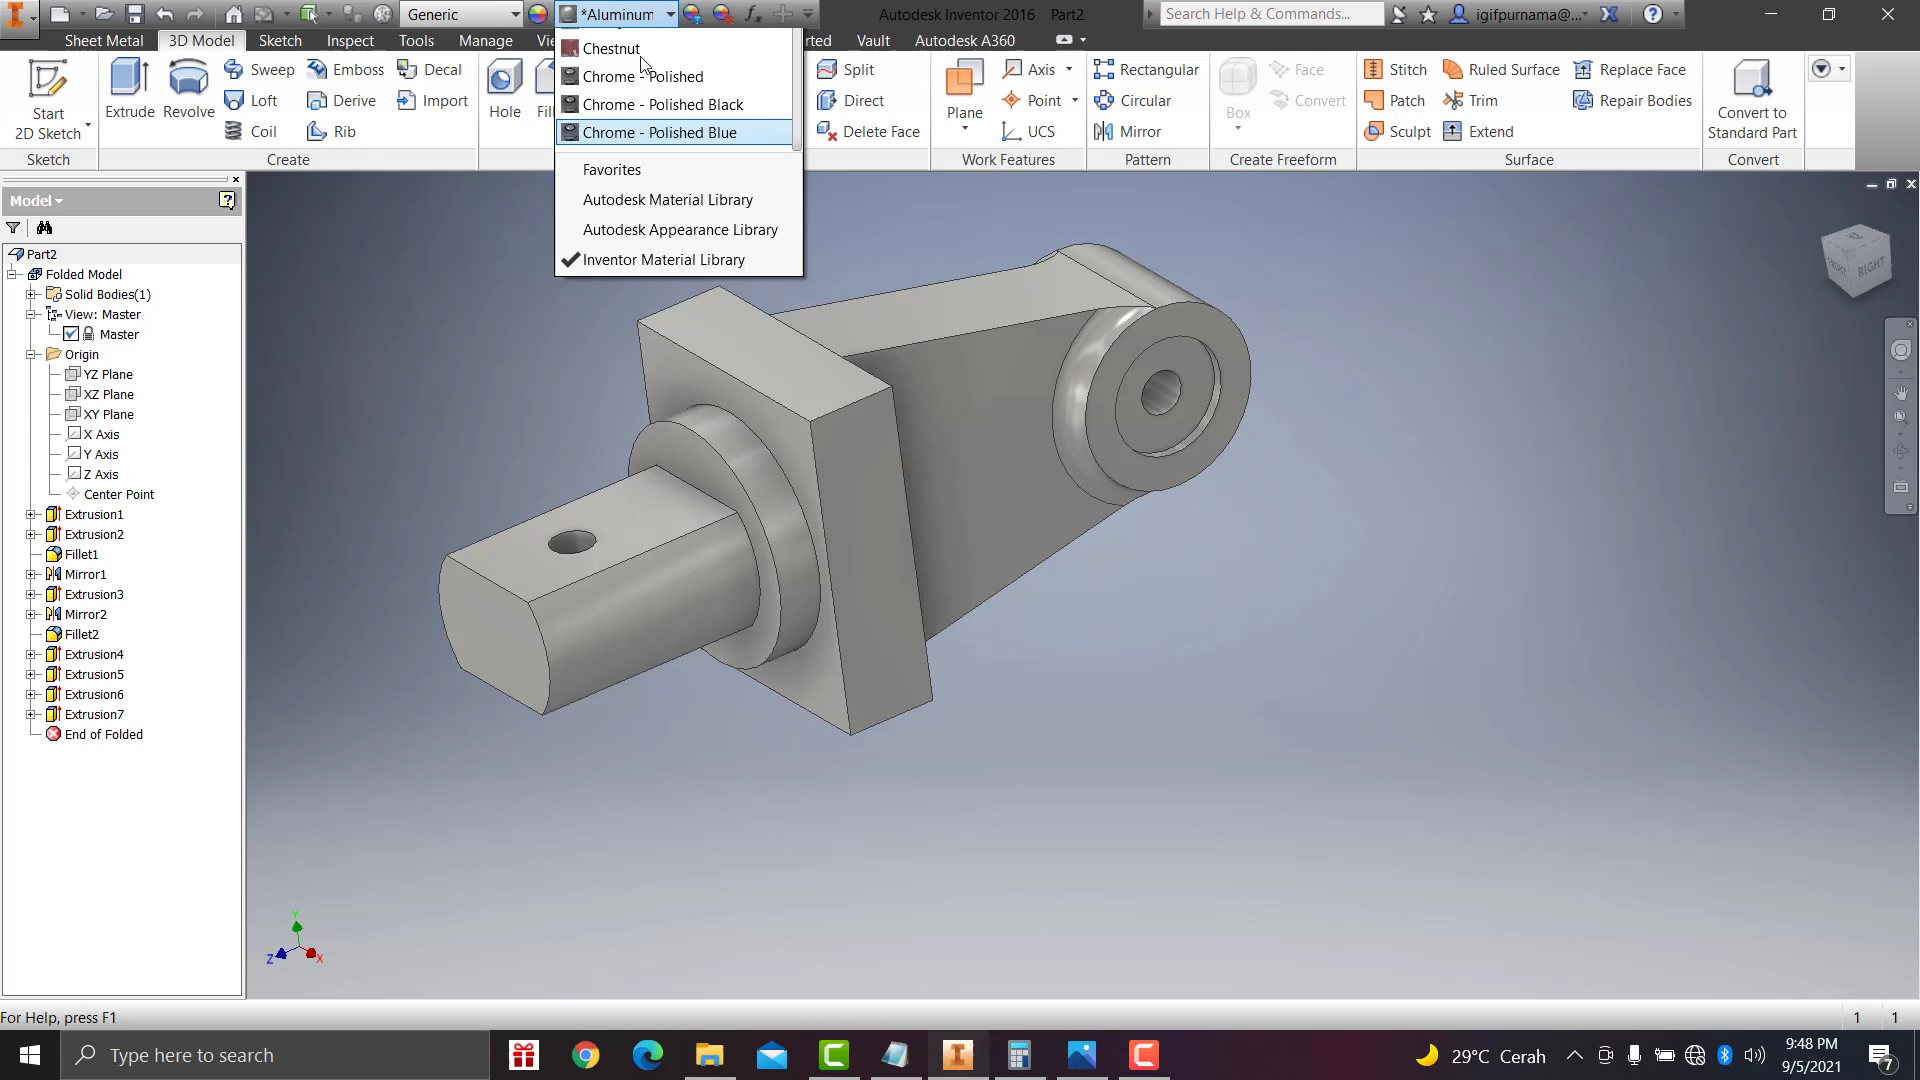 Generic
*Aluminum
Autodesk Inventor 2016 Part2
Search Help & Commands...
igifpurnama@...
Sheet Metal
3D Model
Sketch
Inspect
Tools
Manage
Vault
Autodesk A360
Start
2D Sketch
Extrude
Revolve
Sweep
Loft
Coil
Emboss
Derive
Rib
Decal
Import
Hole
Split
Direct
Delete Face
Plane
Axis
Point
UCS
Rectangular
Circular
Mirror
Box
Face
Convert
Stitch
Patch
Sculpt
Ruled Surface
Trim
Extend
Replace Face
Repair Bodies
Convert to
Standard Part
Sketch
Create
Work Features
Pattern
Create Freeform
Surface
Convert
Chestnut
Chrome - Polished
Chrome - Polished Black
Chrome - Polished Blue
Favorites
Autodesk Material Library
Autodesk Appearance Library
Inventor Material Library
Model
Part2
Folded Model
Solid Bodies(1)
View: Master
Master
Origin
YZ Plane
XZ Plane
XY Plane
X Axis
Y Axis
Z Axis
Center Point
Extrusion1
Extrusion2
Fillet1
Mirror1
Extrusion3
Mirror2
Fillet2
Extrusion4
Extrusion5
Extrusion6
Extrusion7
End of Folded
RIGHT
Y
Z
X
For Help, press F1
1 1
Type here to search
29°C Cerah
9:48 PM
9/5/2021
7